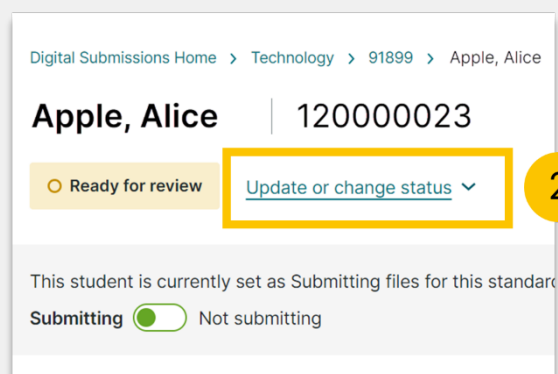 Digital Submissions Home > Technology > 91899 > Apple, Alice
Apple, Alice | 120000023
Ready for review Update or change status
2
This student is currently set as Submitting files for this
Submitting Not submitting